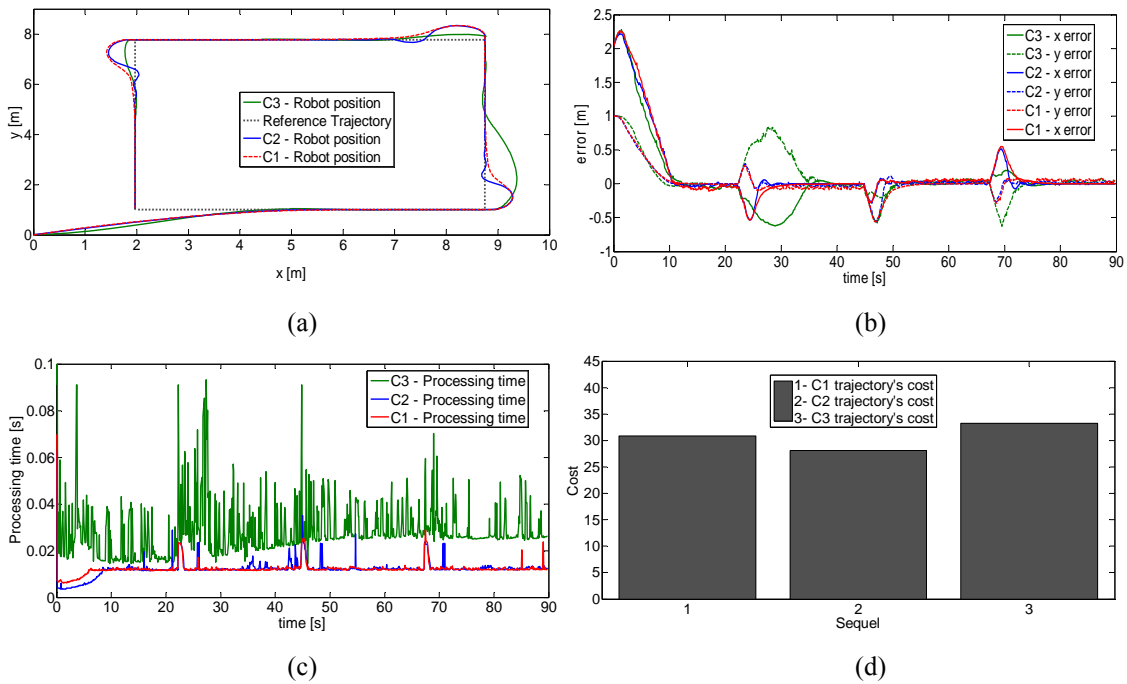 8
6
4
2
0
y [m]
C3 - Robot position
Reference Trajectory
C2 - Robot position
C1 - Robot position
0 1 2 3 4 5 6 7 8 9 10
x [m]
(a)
2.5
2
1.5
1
0.5
0
-0.5
-1
error [m]
C3 - x error
C3 - y error
C2 - x error
C2 - y error
C1 - y error
C1 - x error
0 10 20 30 40 50 60 70 80 90
time [s]
(b)
0.1
0.08
0.06
0.04
0.02
0
Processing time [s]
C3 - Processing time
C2 - Processing time
C1 - Processing time
0 10 20 30 40 50 60 70 80 90
time [s]
(c)
45
40
35
30
25
20
15
10
5
0
Cost
1- C1 trajectory's cost
2- C2 trajectory's cost
3- C3 trajectory's cost
1 2 3
Sequel
(d)